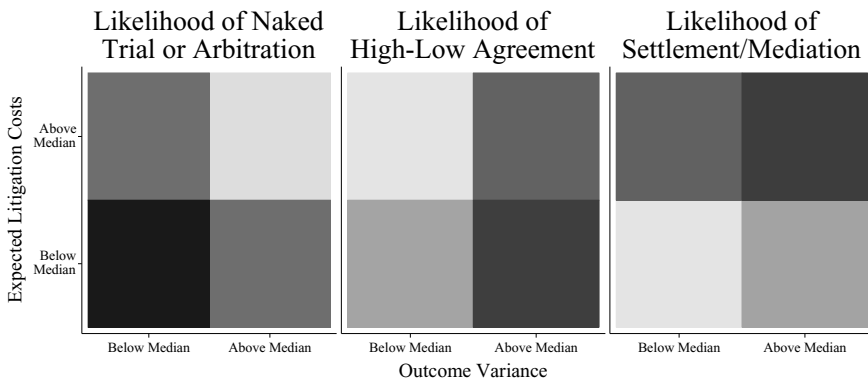 Likelihood of Naked
Trial or Arbitration
Likelihood of
High-Low Agreement
Likelihood of
Settlement/Mediation
Expected Litigation Costs
Above
Median
Below
Median
Below Median
Above Median
Below Median
Above Median
Below Median
Above Median
Outcome Variance